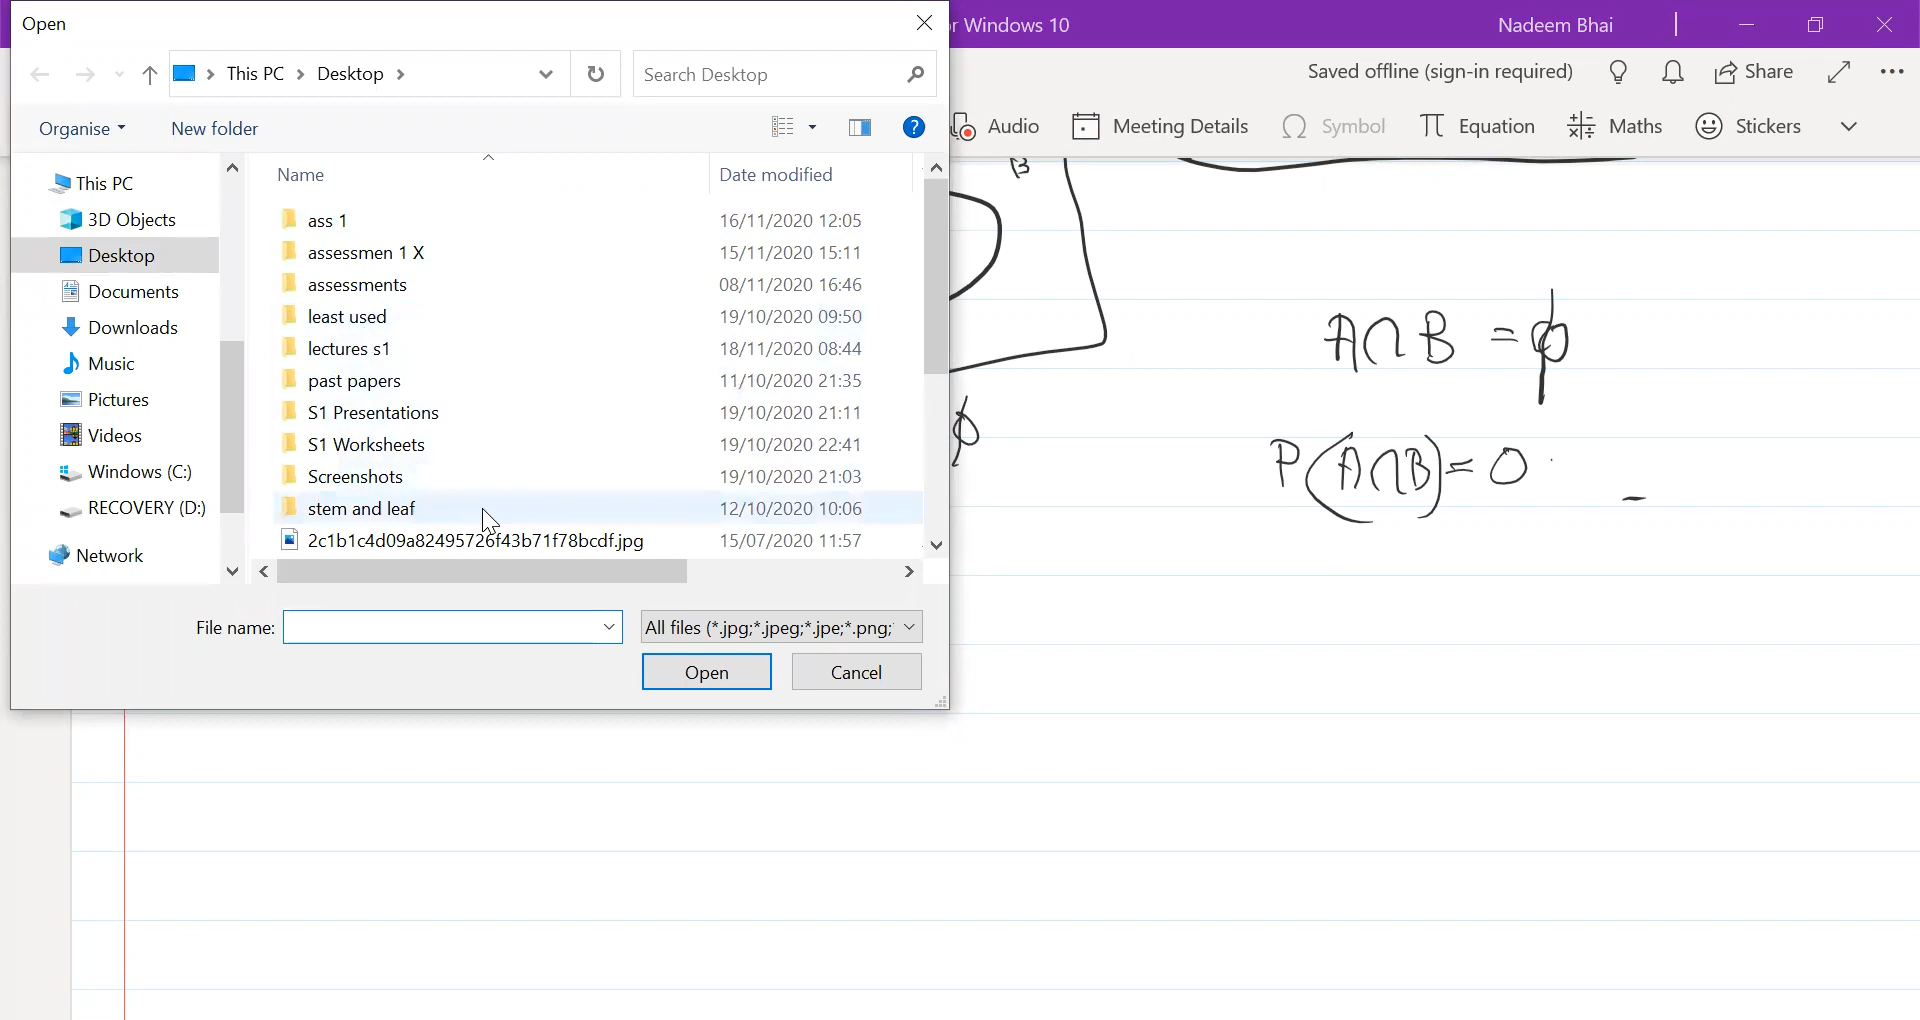 Open
r Windows 10
Nadeem Bhai
This PC
Desktop
Search Desktop
Saved offline (sign-in required)
Share
Organise
New folder
Audio
Meeting Details
Symbol
Equation
Maths
Stickers
This PC
3D Objects
Desktop
Documents
Downloads
Music
Pictures
Videos
Windows (C:)
RECOVERY (D:)
Network
Name Date modified
ass 1 16/11/2020 12:05
assessmen 1 X 15/11/2020 15:11
assessments 08/11/2020 16:46
least used 19/10/2020 09:50
lectures s1 18/11/2020 08:44
past papers 11/10/2020 21:35
S1 Presentations 19/10/2020 21:11
S1 Worksheets 19/10/2020 22:41
Screenshots 19/10/2020 21:03
stem and leaf 12/10/2020 10:06
2c1b1c4d09a82495726f43b71f78bcdf.jpg 15/07/2020 11:57
File name:
All files (*.jpg;*.jpeg;*.jpe;*.png;
Open
Cancel
B
ϕ
A∩B = ϕ
P(A∩B) = 0